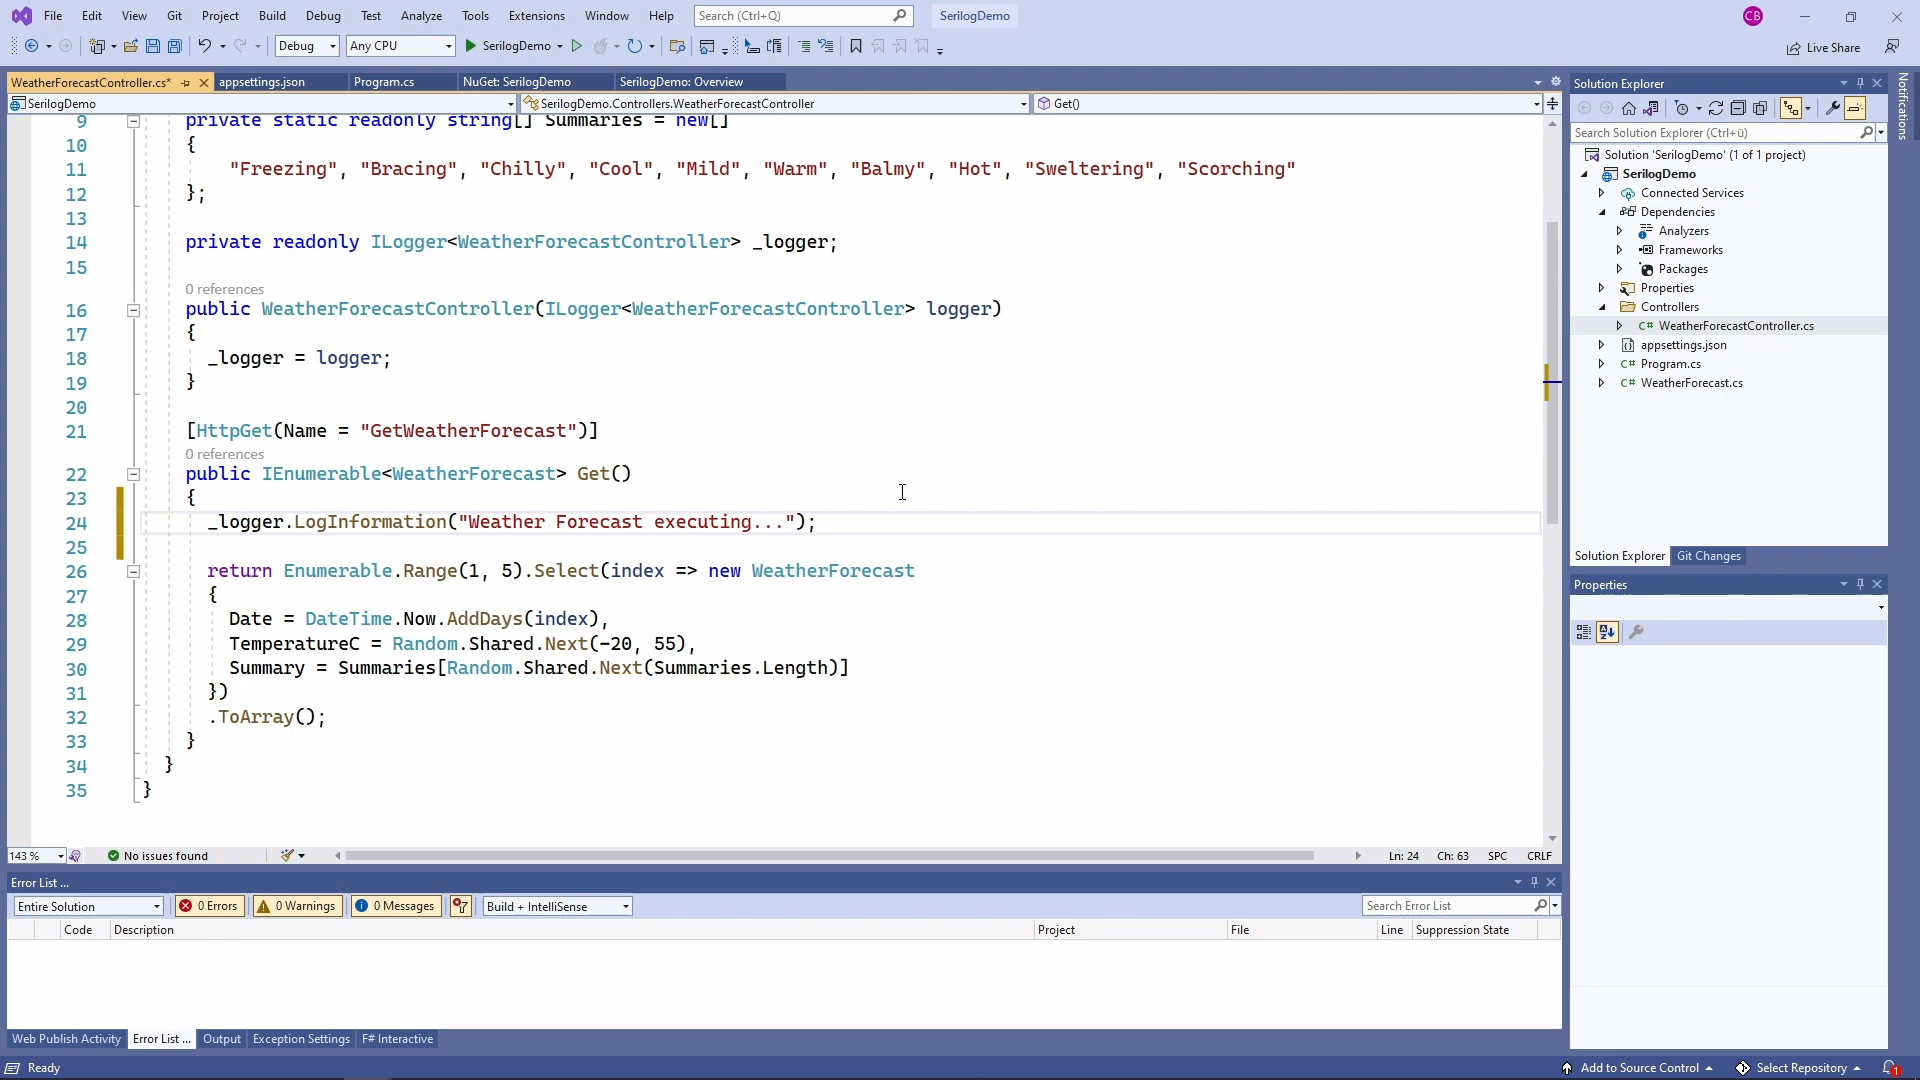 File Edit View Git Project Build Debug Test Analyze Tools Extensions Window Help Search (Ctrl+Q) SerilogDemo CB
Debug Any CPU SerilogDemo Live Share
WeatherForecastController.cs* appsettings.json Program.cs NuGet: SerilogDemo SerilogDemo: Overview
SerilogDemo SerilogDemo.Controllers.WeatherForecastController Get()
9 private static readonly string[] Summaries = new[]
10 {
11 "Freezing", "Bracing", "Chilly", "Cool", "Mild", "Warm", "Balmy", "Hot", "Sweltering", "Scorching"
12 };
13
14 private readonly ILogger<WeatherForecastController> _logger;
15
0 references
16 public WeatherForecastController(ILogger<WeatherForecastController> logger)
17 {
18 _logger = logger;
19 }
20
21 [HttpGet(Name = "GetWeatherForecast")]
0 references
22 public IEnumerable<WeatherForecast> Get()
23 {
24 _logger.LogInformation("Weather Forecast executing...");
25
26 return Enumerable.Range(1, 5).Select(index => new WeatherForecast
27 {
28 Date = DateTime.Now.AddDays(index),
29 TemperatureC = Random.Shared.Next(-20, 55),
30 Summary = Summaries[Random.Shared.Next(Summaries.Length)]
31 })
32 .ToArray();
33 }
34 }
35 }
143 % No issues found Ln: 24 Ch: 63 SPC CRLF
Error List ...
Entire Solution 0 Errors 0 Warnings 0 Messages Build + IntelliSense Search Error List
Code Description Project File Line Suppression State
Web Publish Activity Error List ... Output Exception Settings F# Interactive
Solution Explorer
Search Solution Explorer (Ctrl+ü)
Solution 'SerilogDemo' (1 of 1 project)
SerilogDemo
Connected Services
Dependencies
Analyzers
Frameworks
Packages
Properties
Controllers
C# WeatherForecastController.cs
appsettings.json
C# Program.cs
C# WeatherForecast.cs
Solution Explorer Git Changes
Properties
Notifications
Ready Add to Source Control Select Repository 1